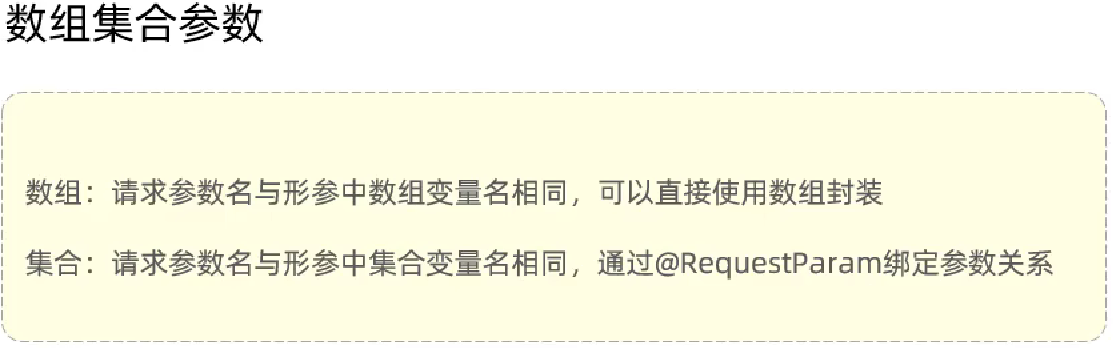 数组集合参数
数组：请求参数名与形参中数组变量名相同，可以直接使用数组封装
集合：请求参数名与形参中集合变量名相同，通过@RequestParam绑定参数关系